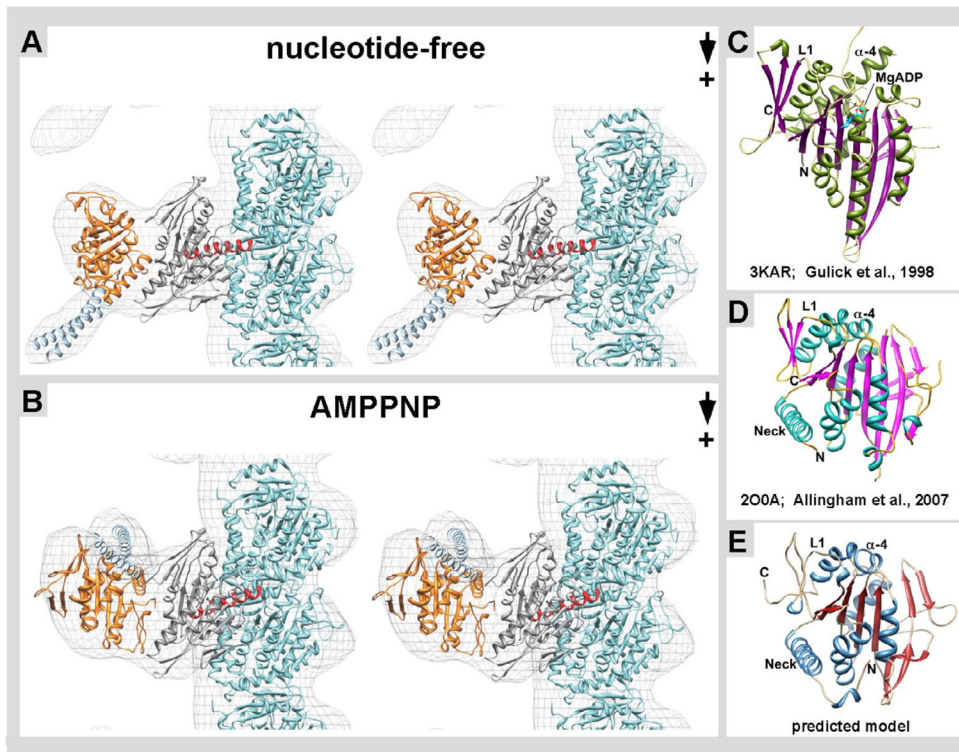 A
nucleotide-free
+
B
AMPPNP
+
C
L1
α-4
MgADP
C
N
3KAR; Gulick et al., 1998
D
L1
α-4
C
Neck
N
2O0A; Allingham et al., 2007
E
L1
α-4
C
Neck
N
predicted model